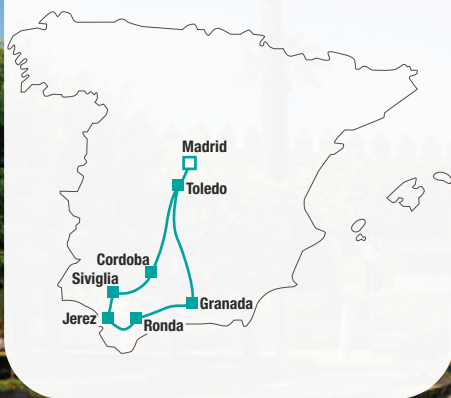 Madrid
Toledo
Cordoba
Siviglia
Granada
Jerez
Ronda